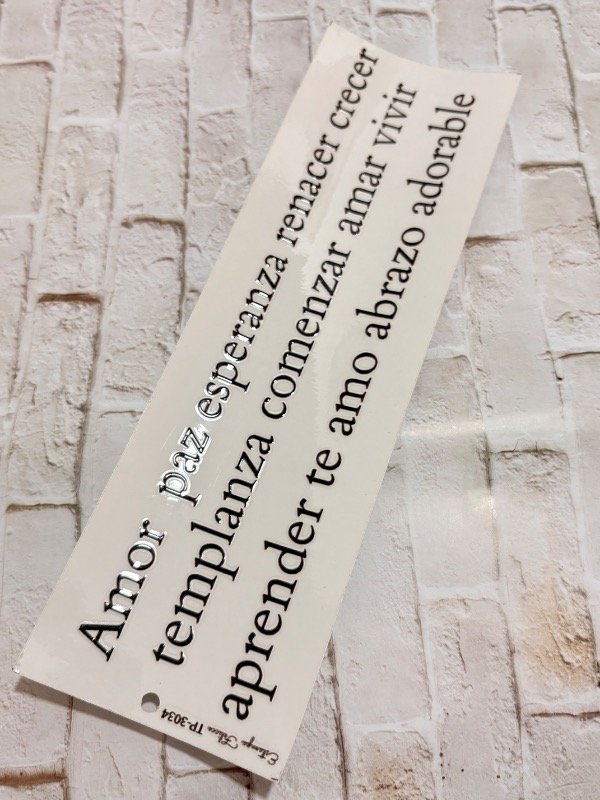 Amor paz esperanza renacer crecer
templanza comenzar amar vivir
aprender te amo abrazo adorable
TP-3034